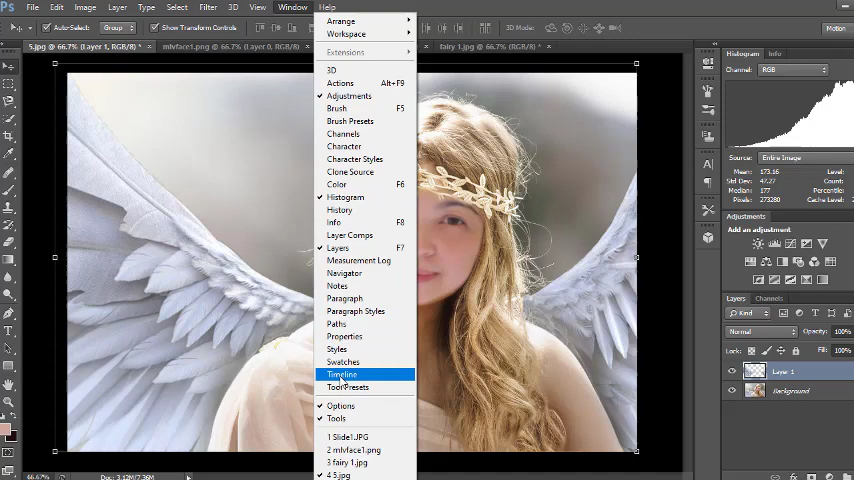 File Edit Image Layer Type Select Filter 3D View Window Help
Auto-Select: Group Show Transform Controls 3D Mode: Motion
5.jpg @ 66.7% (Layer 1, RGB/8) * × mlvface1.png @ 66.7% (Layer 0, RGB/8) fairy 1.jpg @ 66.7% (RGB/8*) ×
Arrange
Workspace
Extensions
3D
Actions Alt+F9
Adjustments
Brush F5
Brush Presets
Channels
Character
Character Styles
Clone Source
Color F6
Histogram
History
Info F8
Layer Comps
Layers F7
Measurement Log
Navigator
Notes
Paragraph
Paragraph Styles
Paths
Properties
Styles
Swatches
Timeline
Tool Presets
Options
Tools
1 Slide1.JPG
2 mlvface1.png
3 fairy 1.jpg
4 5.jpg
Histogram Info
Channel: RGB
Source: Entire Image
Mean: 173.16 Level:
Std Dev: 47.27 Count:
Median: 177 Percentile:
Pixels: 273280 Cache Level:
Adjustments
Add an adjustment
Layers Channels
Kind
Normal Opacity: 100%
Lock: Fill: 100%
Layer 1
Background
66.67% Doc: 3.12M/7.36M